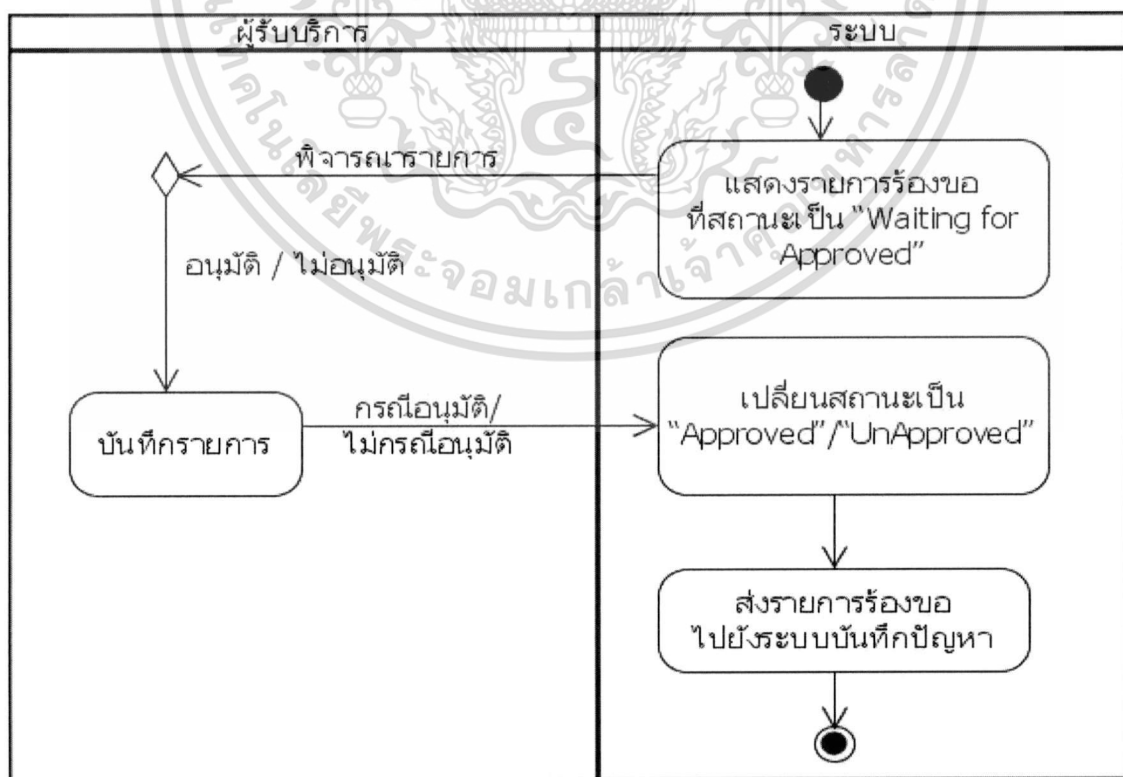 ผู้รับบริการ
ระบบ
แสดงรายการร้องขอ
ที่สถานะเป็น “Waiting for
Approved”
พิจารณารายการ
อนุมัติ / ไม่อนุมัติ
บันทึกรายการ
กรณีอนุมัติ/
ไม่กรณีอนุมัติ
เปลี่ยนสถานะเป็น
“Approved”/“UnApproved”
ส่งรายการร้องขอ
ไปยังระบบบันทึกปัญหา